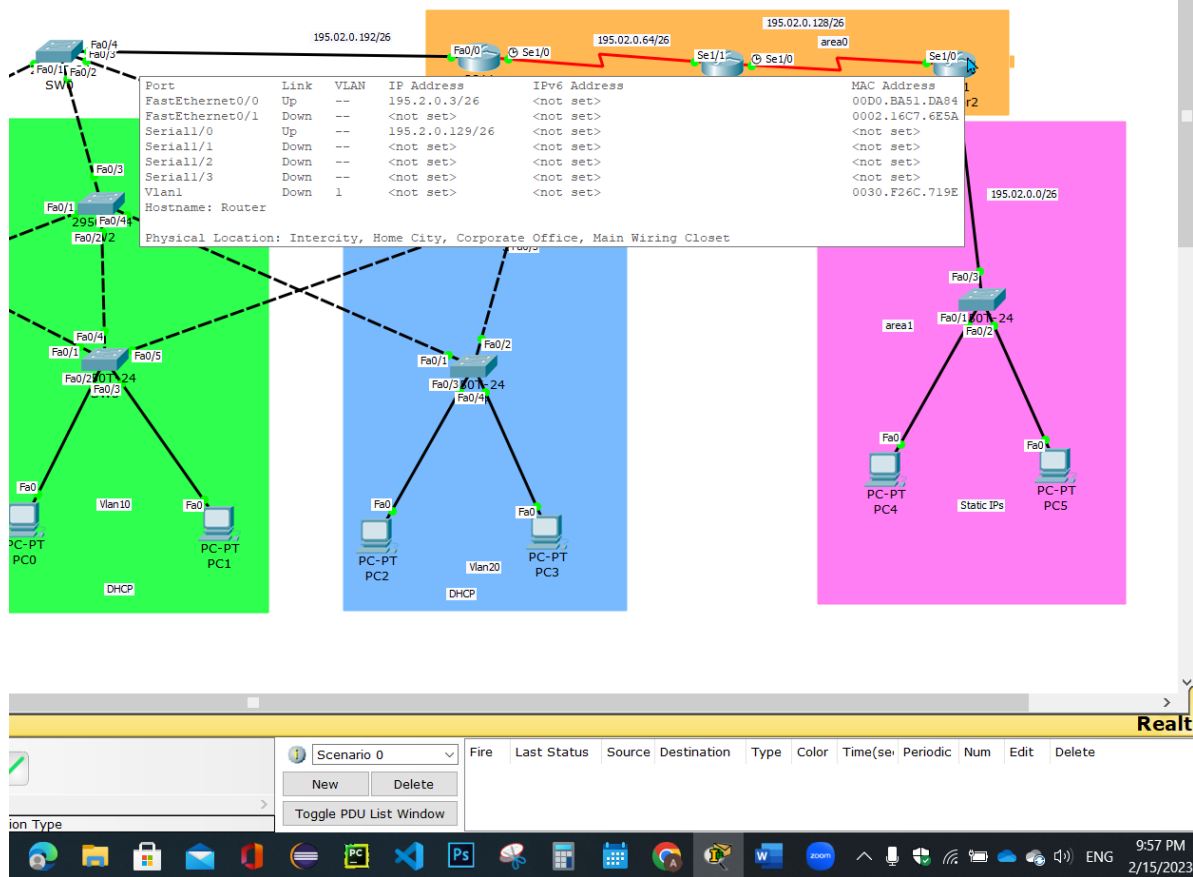 195.02.0.128/26
195.02.0.192/26
195.02.0.64/26
area0
Fa0/4
Fa0/3
Fa0/1
Fa0/2
SW0
Fa0/0
Se1/0
Se1/1
Se1/0
Se1/0
r2
Port Link VLAN IP Address IPv6 Address MAC Address
FastEthernet0/0 Up -- 195.2.0.3/26 <not set> 00D0.BA51.DA84
FastEthernet0/1 Down -- <not set> <not set> 0002.16C7.6E5A
Serial1/0 Up -- 195.2.0.129/26 <not set> <not set>
Serial1/1 Down -- <not set> <not set> <not set>
Serial1/2 Down -- <not set> <not set> <not set>
Serial1/3 Down -- <not set> <not set> <not set>
Vlan1 Down 1 <not set> <not set> 0030.F26C.719E
Hostname: Router
Physical Location: Intercity, Home City, Corporate Office, Main Wiring Closet
Fa0/3
Fa0/1
Fa0/4
Fa0/2
195.02.0.0/26
Fa0/3
Fa0/1
Fa0/2
area1
Fa0/4
Fa0/1
Fa0/5
Fa0/2
Fa0/3
Fa0/2
Fa0/1
Fa0/3
Fa0/4
Fa0
Vlan10
Fa0
PC-PT
PC0
PC-PT
PC1
DHCP
Fa0
Fa0
PC-PT
PC2
PC-PT
PC3
Vlan20
DHCP
Fa0
Fa0
PC-PT
PC4
Static IPs
PC-PT
PC5
Realt
Scenario 0
New Delete
Toggle PDU List Window
Fire Last Status Source Destination Type Color Time(sec Periodic Num Edit Delete
ion Type
ENG
9:57 PM
2/15/2023